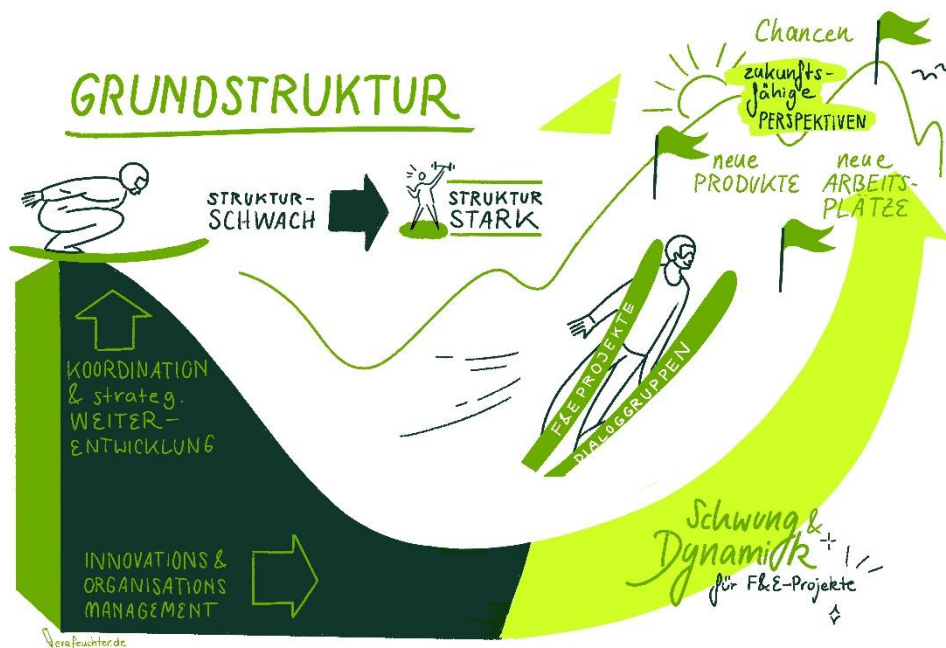 GRUNDSTRUKTUR
Chancen
zukunfts-
fähige
PERSPEKTIVEN
neue
PRODUKTE
neue
ARBEITS-
PLÄTZE
STRUKTUR-
SCHWACH
STRUKTUR
STARK
KOORDINATION
& strateg.
WEITER-
ENTWICKLUNG
F&E PROJEKTE
DIALOGGRUPPEN
INNOVATIONS &
ORGANISATIONS
MANAGEMENT
Schwung &
Dynamik
für F&E-Projekte
verafeuchter.de